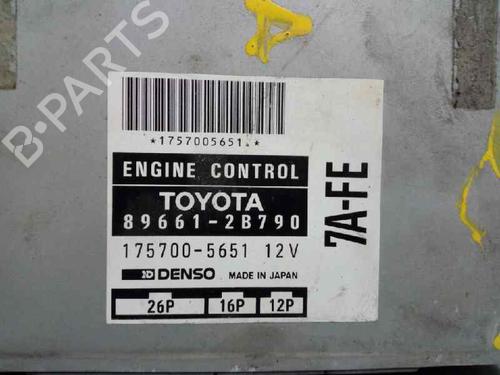 B-PARTS
*1757005651.*
ENGINE CONTROL
TOYOTA
89661-2B790
175700-5651 12V
DENSO MADE IN JAPAN
26P 16P 12P
7A-FE